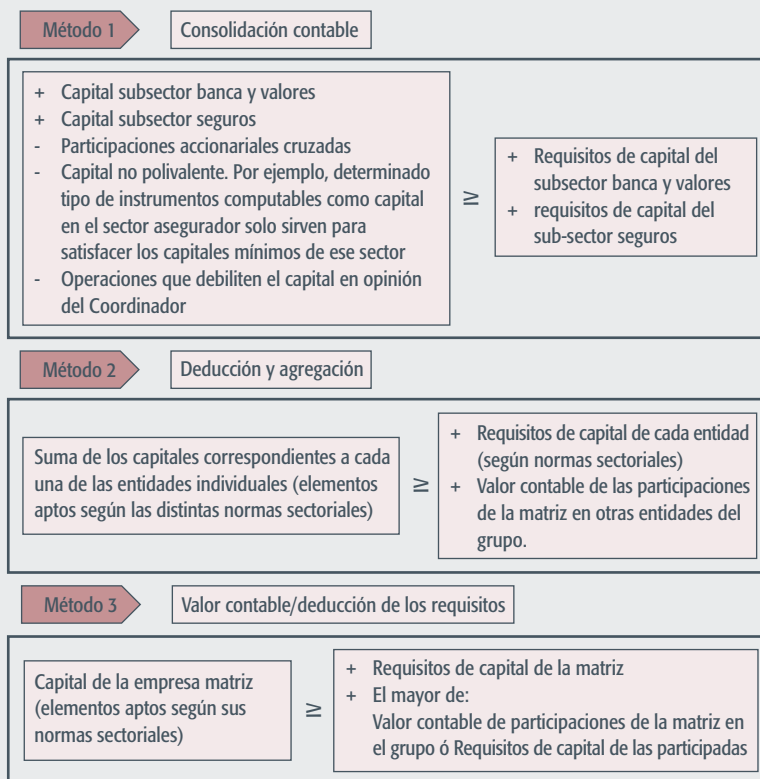 Método 1
Consolidación contable
+ Capital subsector banca y valores
+ Capital subsector seguros
- Participaciones accionariales cruzadas
- Capital no polivalente. Por ejemplo, determinado
tipo de instrumentos computables como capital
en el sector asegurador solo sirven para
satisfacer los capitales mínimos de ese sector
- Operaciones que debiliten el capital en opinión
del Coordinador
≥
+ Requisitos de capital del
subsector banca y valores
+ requisitos de capital del
sub-sector seguros
Método 2
Deducción y agregación
Suma de los capitales correspondientes a cada
una de las entidades individuales (elementos
aptos según las distintas normas sectoriales)
≥
+ Requisitos de capital de cada entidad
(según normas sectoriales)
+ Valor contable de las participaciones
de la matriz en otras entidades del
grupo.
Método 3
Valor contable/deducción de los requisitos
Capital de la empresa matriz
(elementos aptos según sus
normas sectoriales)
≥
+ Requisitos de capital de la matriz
+ El mayor de:
Valor contable de participaciones de la matriz en
el grupo ó Requisitos de capital de las participadas